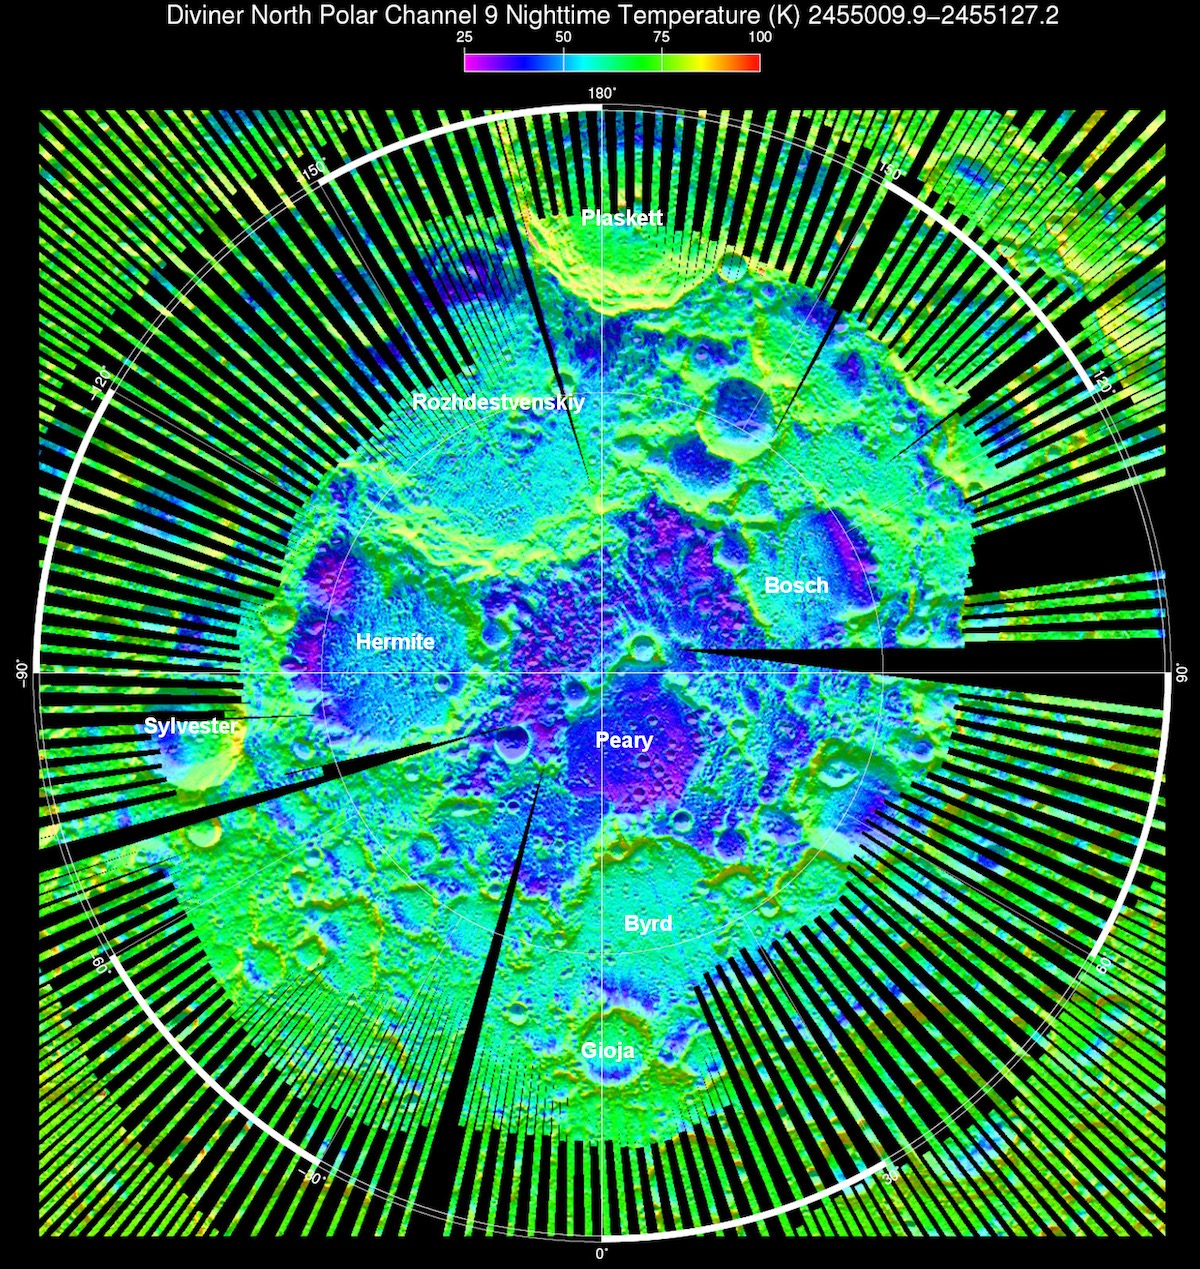 Diviner North Polar Channel 9 Nighttime Temperature (K) 2455009.9−2455127.2
25 50 75 100
180°
−150° 150°
Plaskett
−120° 120°
Rozhdestvenskiy
Bosch
Hermite
−90° 90°
Sylvester
Peary
Byrd
−60° 60°
Gioja
−30° 30°
0°